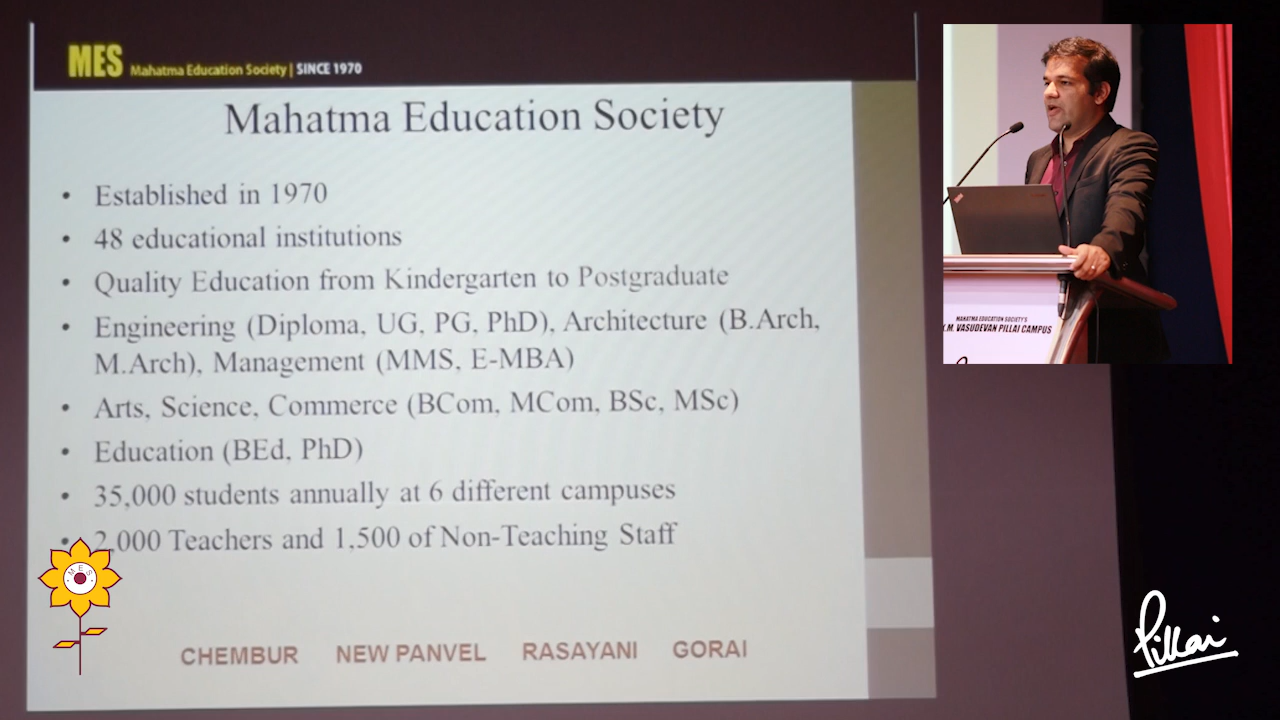 MES Mahatma Education Society | SINCE 1970
Mahatma Education Society
• Established in 1970
• 48 educational institutions
• Quality Education from Kindergarten to Postgraduate
• Engineering (Diploma, UG, PG, PhD), Architecture (B.Arch,
M.Arch), Management (MMS, E-MBA)
• Arts, Science, Commerce (BCom, MCom, BSc, MSc)
• Education (BEd, PhD)
• 35,000 students annually at 6 different campuses
• 2,000 Teachers and 1,500 of Non-Teaching Staff
CHEMBUR NEW PANVEL RASAYANI GORAI
MAHATMA EDUCATION SOCIETY'S
.M. VASUDEVAN PILLAI CAMPUS
MES
Pillai